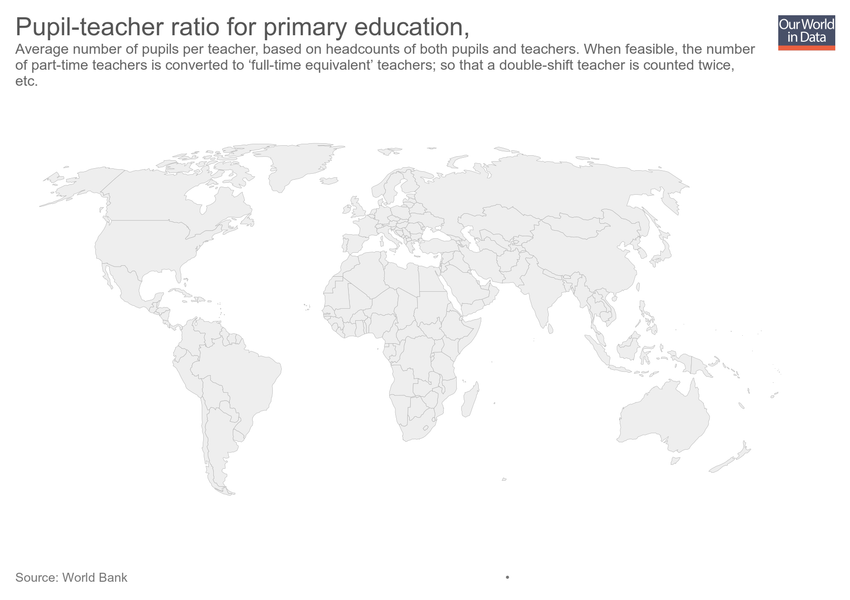 Pupil-teacher ratio for primary education,
Our World
in Data
Average number of pupils per teacher, based on headcounts of both pupils and teachers. When feasible, the number
of part-time teachers is converted to ‘full-time equivalent’ teachers; so that a double-shift teacher is counted twice,
etc.
Source: World Bank
•